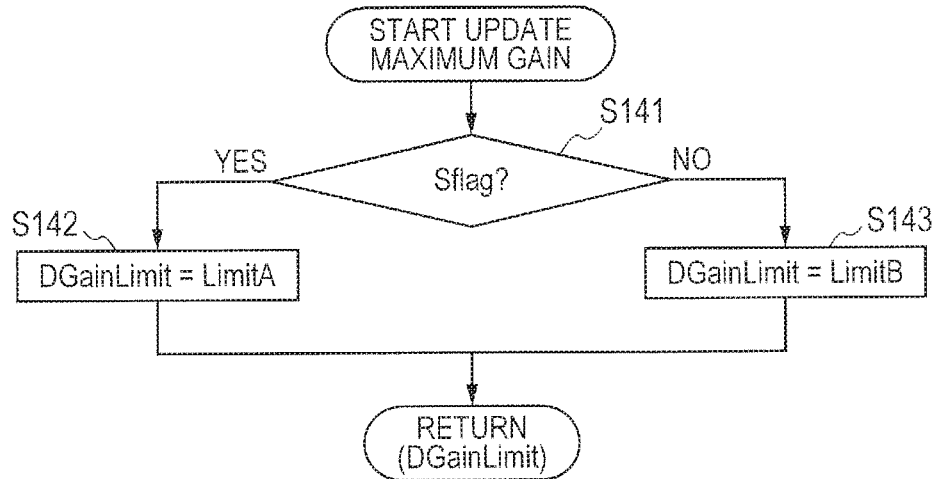 START UPDATE
MAXIMUM GAIN
S141
YES
NO
Sflag?
S142
S143
DGainLimit = LimitA
DGainLimit = LimitB
RETURN
(DGainLimit)